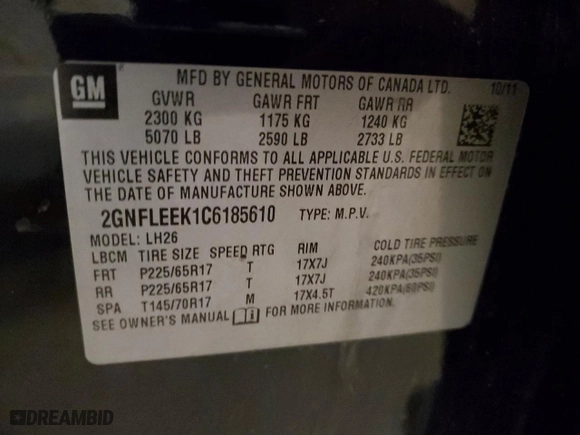 GM
MFD BY GENERAL MOTORS OF CANADA LTD. 10/11
GVWR GAWR FRT GAWR RR
2300 KG 1175 KG 1240 KG
5070 LB 2590 LB 2733 LB
THIS VEHICLE CONFORMS TO ALL APPLICABLE U.S. FEDERAL MOTOR
VEHICLE SAFETY AND THEFT PREVENTION STANDARDS IN EFFECT ON
THE DATE OF MANUFACTURE SHOWN ABOVE.
2GNFLEEK1C6185610 TYPE: M.P.V.
MODEL: LH26
LBCM TIRE SIZE SPEED RTG RIM COLD TIRE PRESSURE
FRT P225/65R17 T 17X7J 240KPA(35PSI)
RR P225/65R17 T 17X7J 240KPA(35PSI)
SPA T145/70R17 M 17X4.5T 420KPA(60PSI)
SEE OWNER'S MANUAL FOR MORE INFORMATION.
DREAMBID